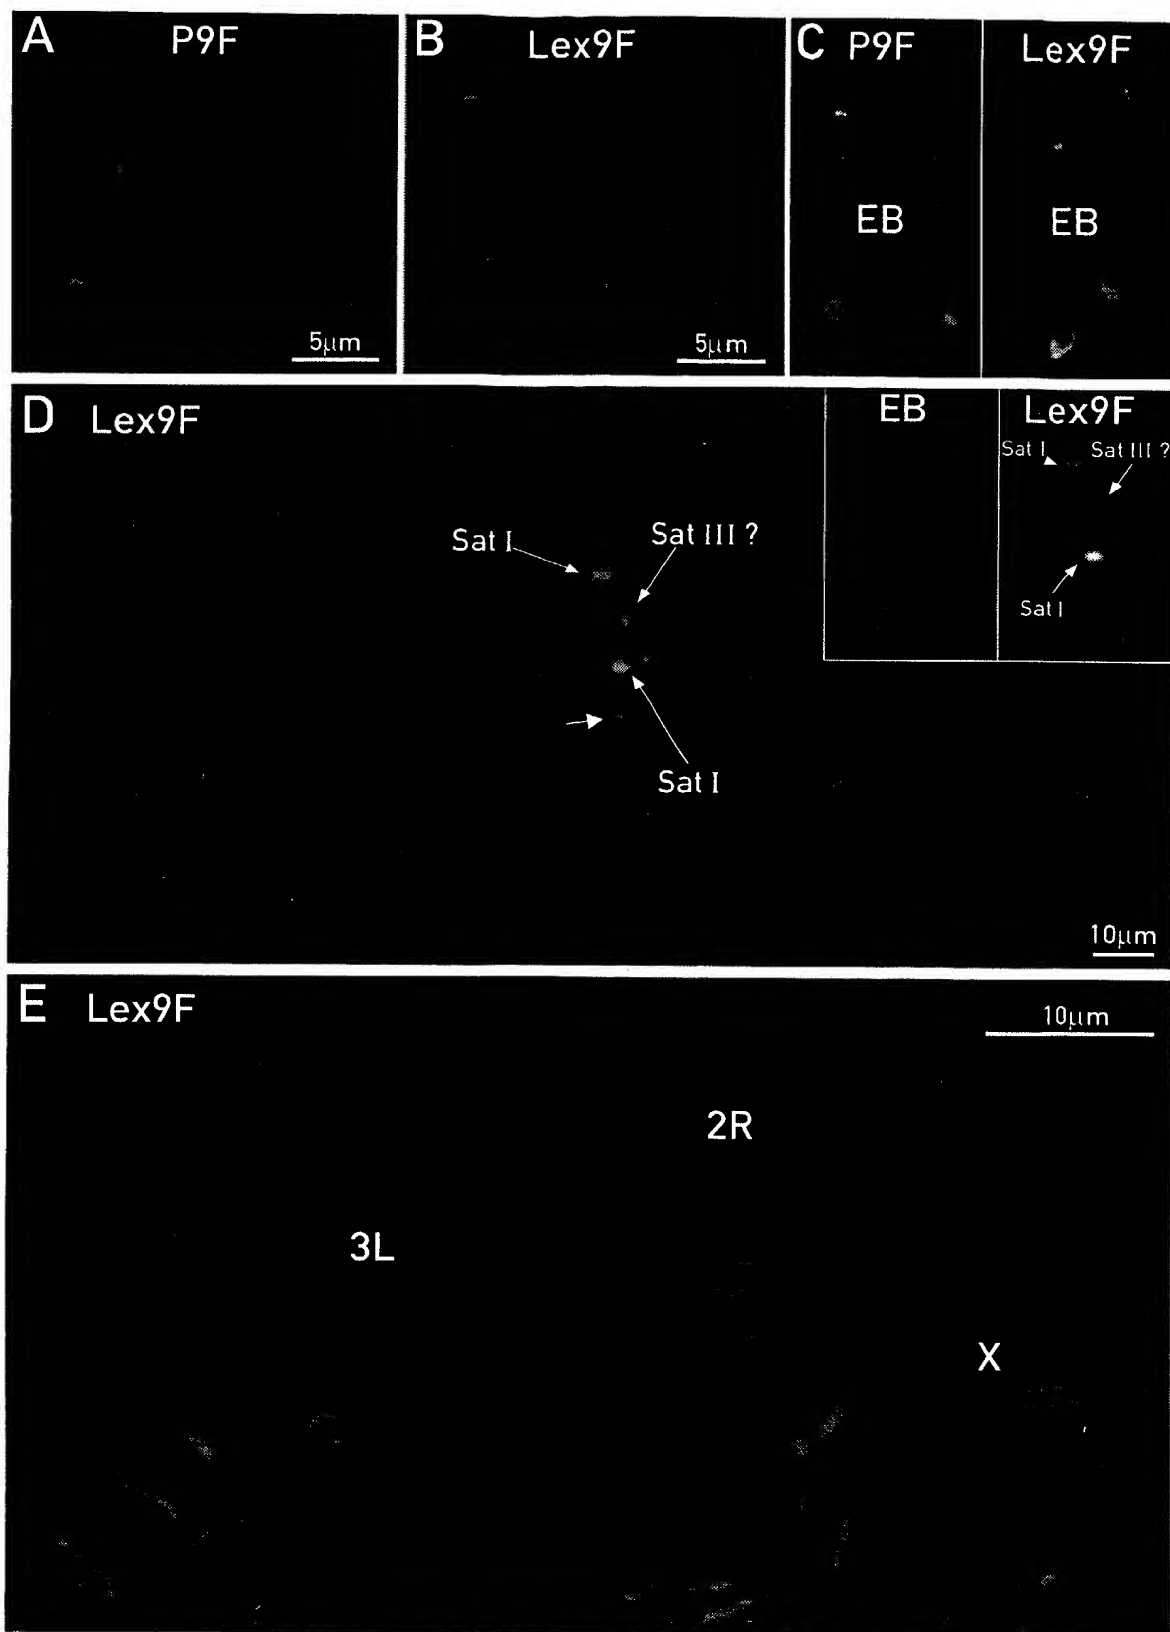 A P9F
5μm
B Lex9F
5μm
C P9F Lex9F
EB EB
D Lex9F
Sat I
Sat III ?
Sat I
10μm
EB Lex9F
Sat I Sat III ?
Sat I
E Lex9F
10μm
2R
3L
X